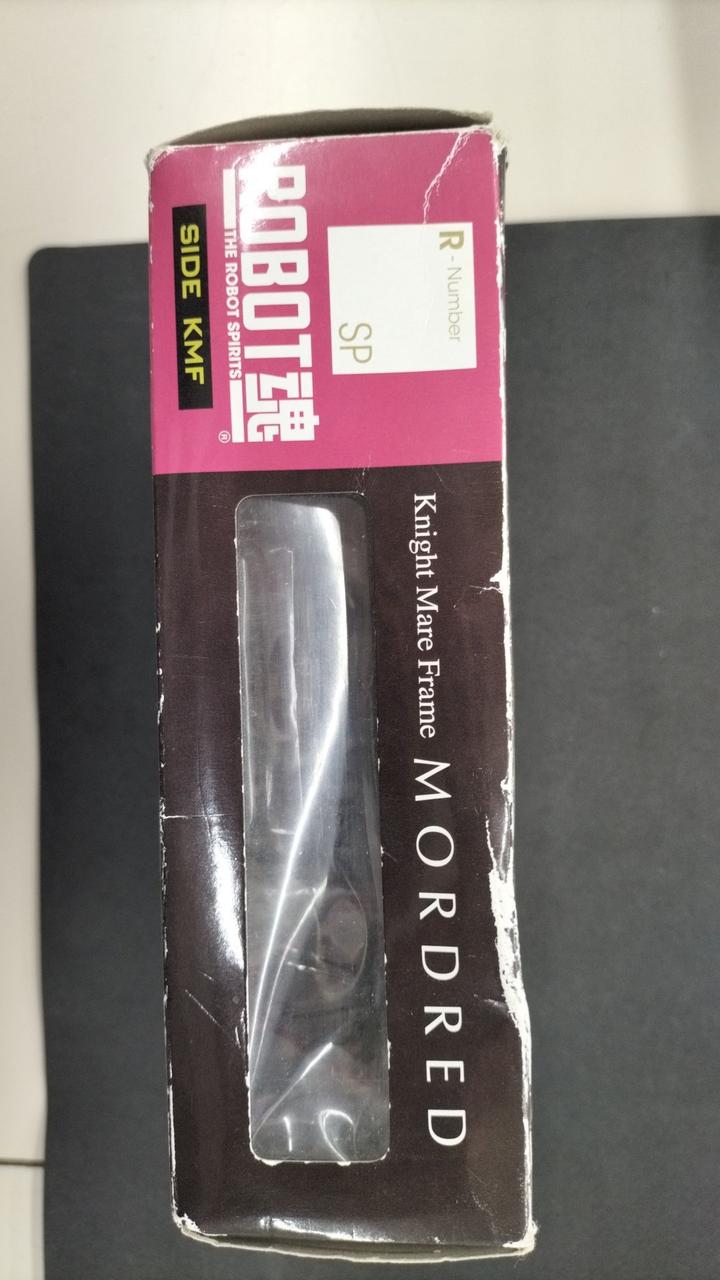 R - Number
SP
ROBOT魂
THE ROBOT SPIRITS
®
SIDE KMF
Knight Mare Frame MORDRED